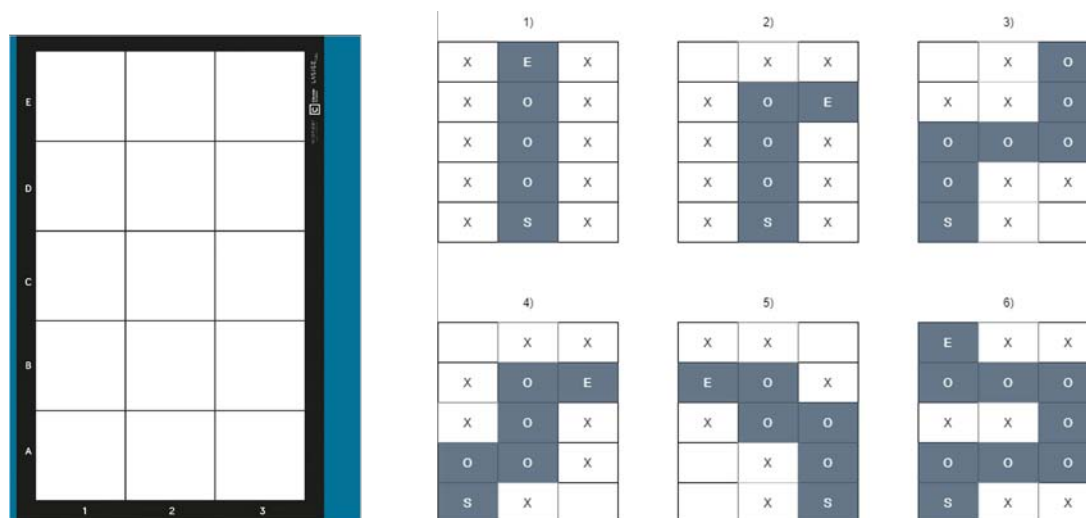 E
D
C
B
A
1 2 3
1) 2) 3)
X E X X X X O
X O X X O E X X O
X O X X O X O O O
X O X X O X O X X
X S X X S X S X
4) 5) 6)
X X X X E X X
X O E E O X O O O
X O X X O O X X O
O O X X O O O O
S X X S S X X